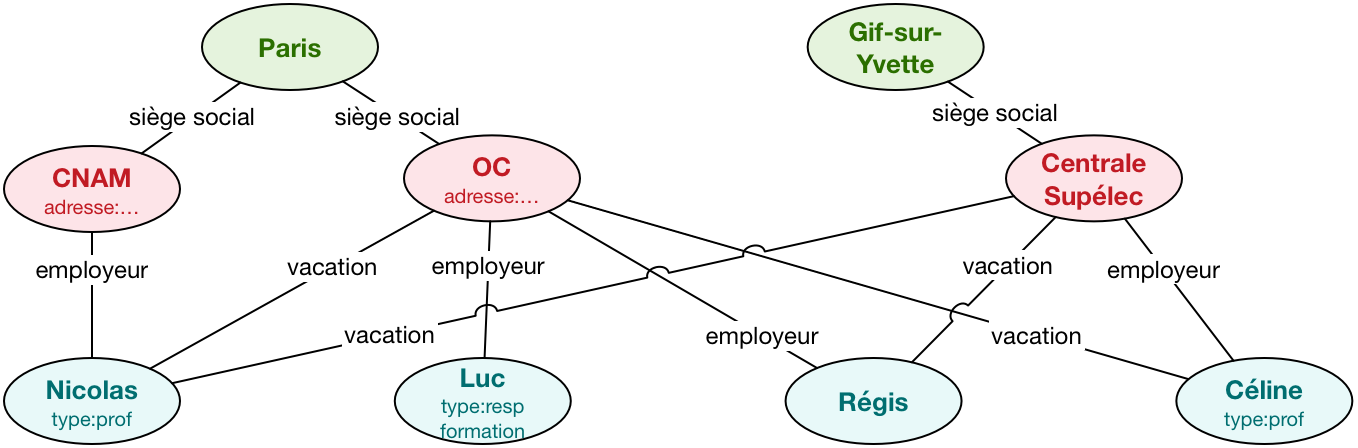 Paris
Gif-sur-
Yvette
siège social
siège social
siège social
CNAM
adresse:...
OC
adresse:...
Centrale
Supélec
employeur
vacation
employeur
vacation
employeur
vacation
employeur
vacation
Nicolas
type:prof
Luc
type:resp
formation
Régis
Céline
type:prof